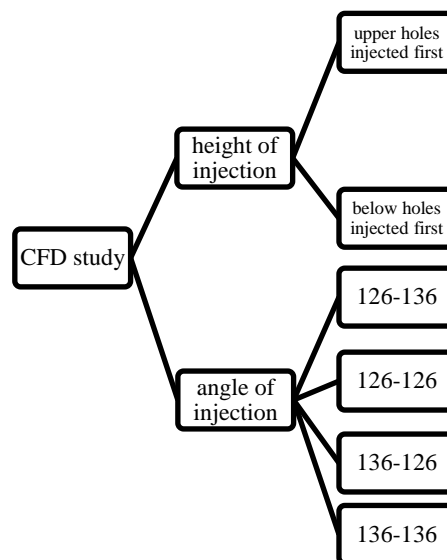 upper holes
injected first
height of
injection
below holes
injected first
CFD study
126-136
126-126
angle of
injection
136-126
136-136